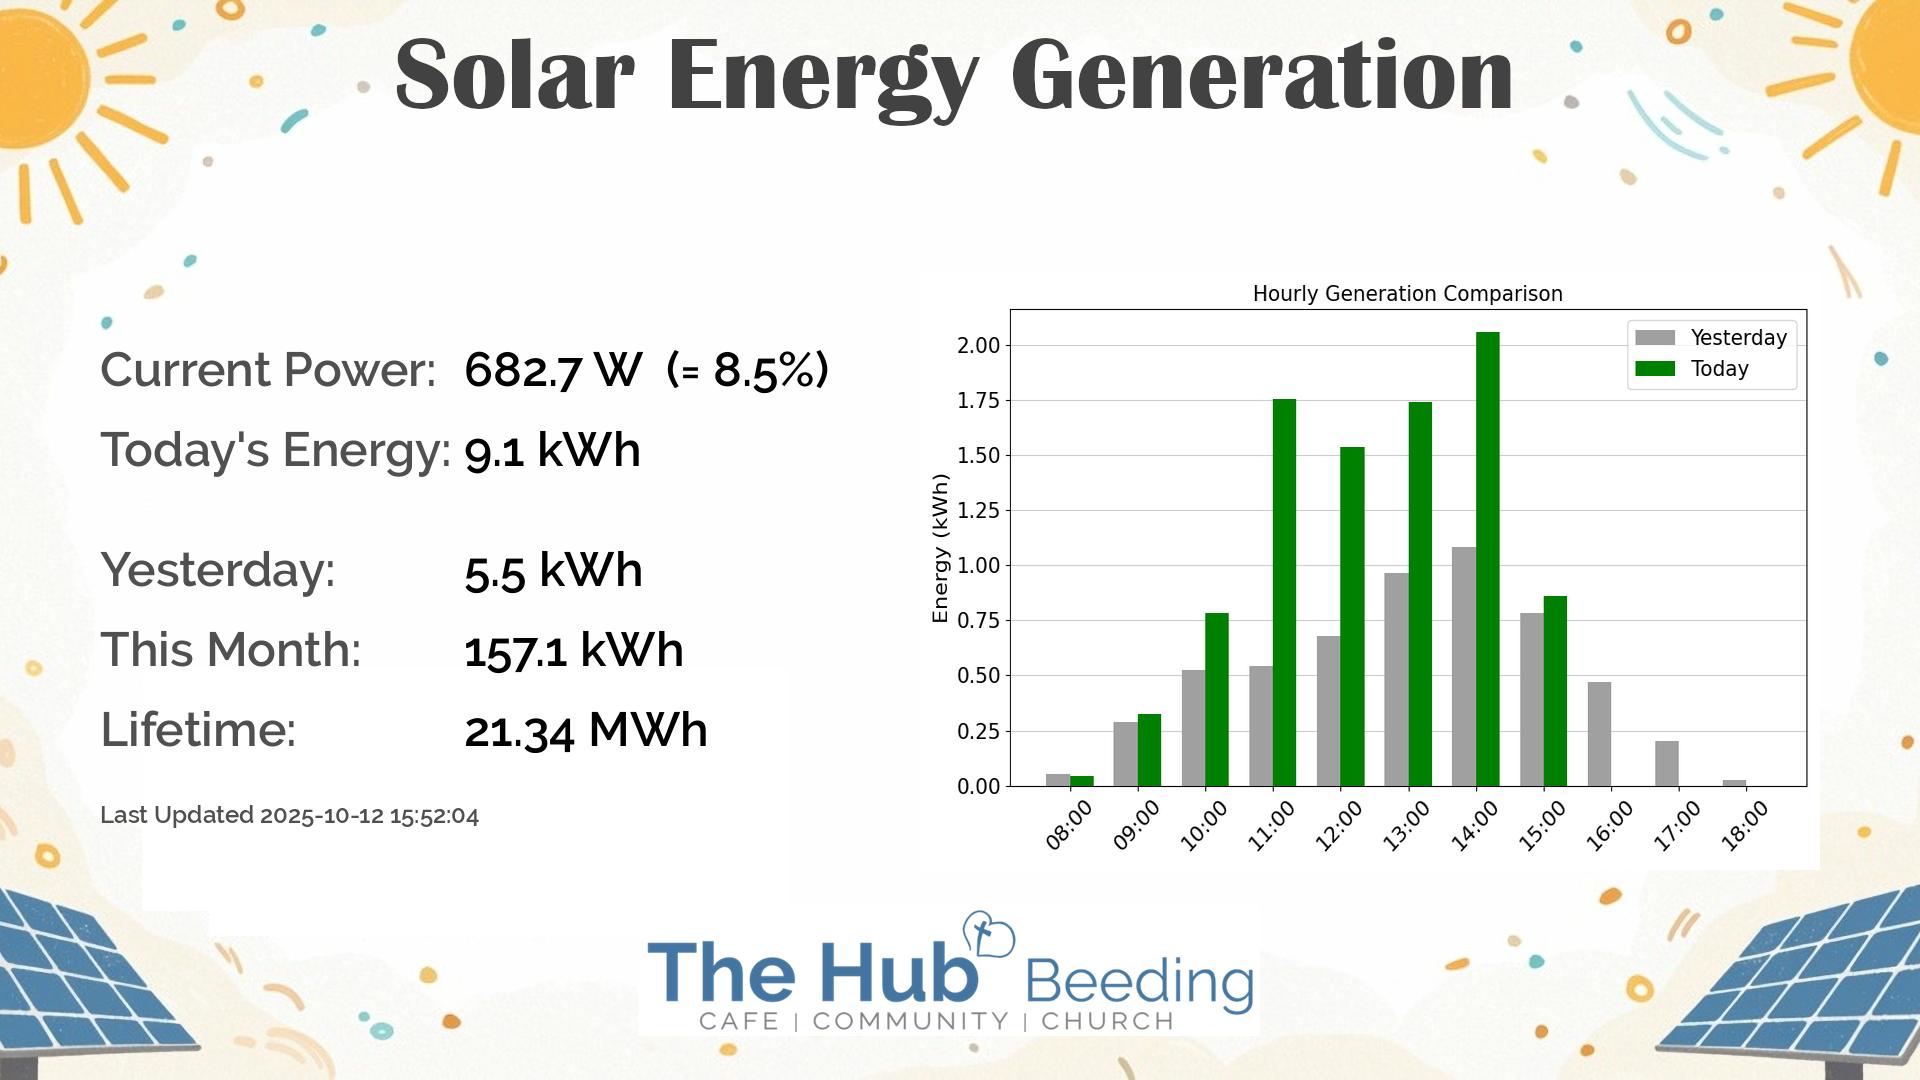 Solar Energy Generation
Current Power: 682.7 W (= 8.5%)
Today's Energy: 9.1 kWh
Yesterday: 5.5 kWh
This Month: 157.1 kWh
Lifetime: 21.34 MWh
Last Updated 2025-10-12 15:52:04
Hourly Generation Comparison
Yesterday
Today
Energy (kWh)
2.00
1.75
1.50
1.25
1.00
0.75
0.50
0.25
0.00
08:00 09:00 10:00 11:00 12:00 13:00 14:00 15:00 16:00 17:00 18:00
The Hub Beeding
CAFE | COMMUNITY | CHURCH